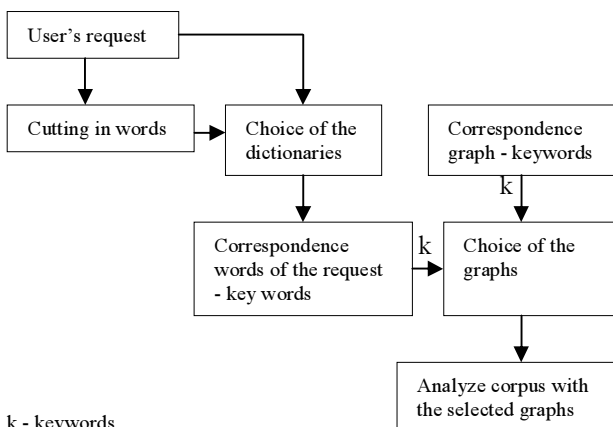 User's request
Cutting in words
Choice of the
dictionaries
Correspondence
graph - keywords
k
Correspondence
words of the request
- key words
k
Choice of the
graphs
Analyze corpus with
the selected graphs
k - keywords